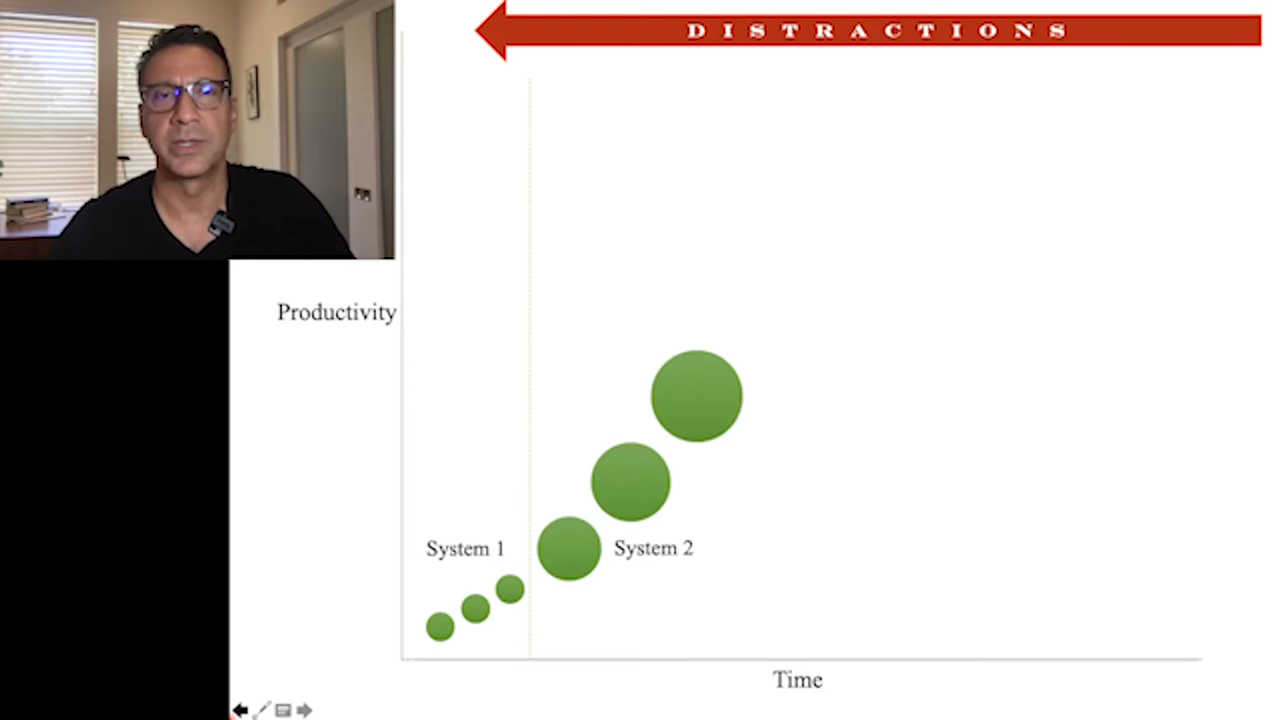 DISTRACTIONS
Productivity
System 1
System 2
Time